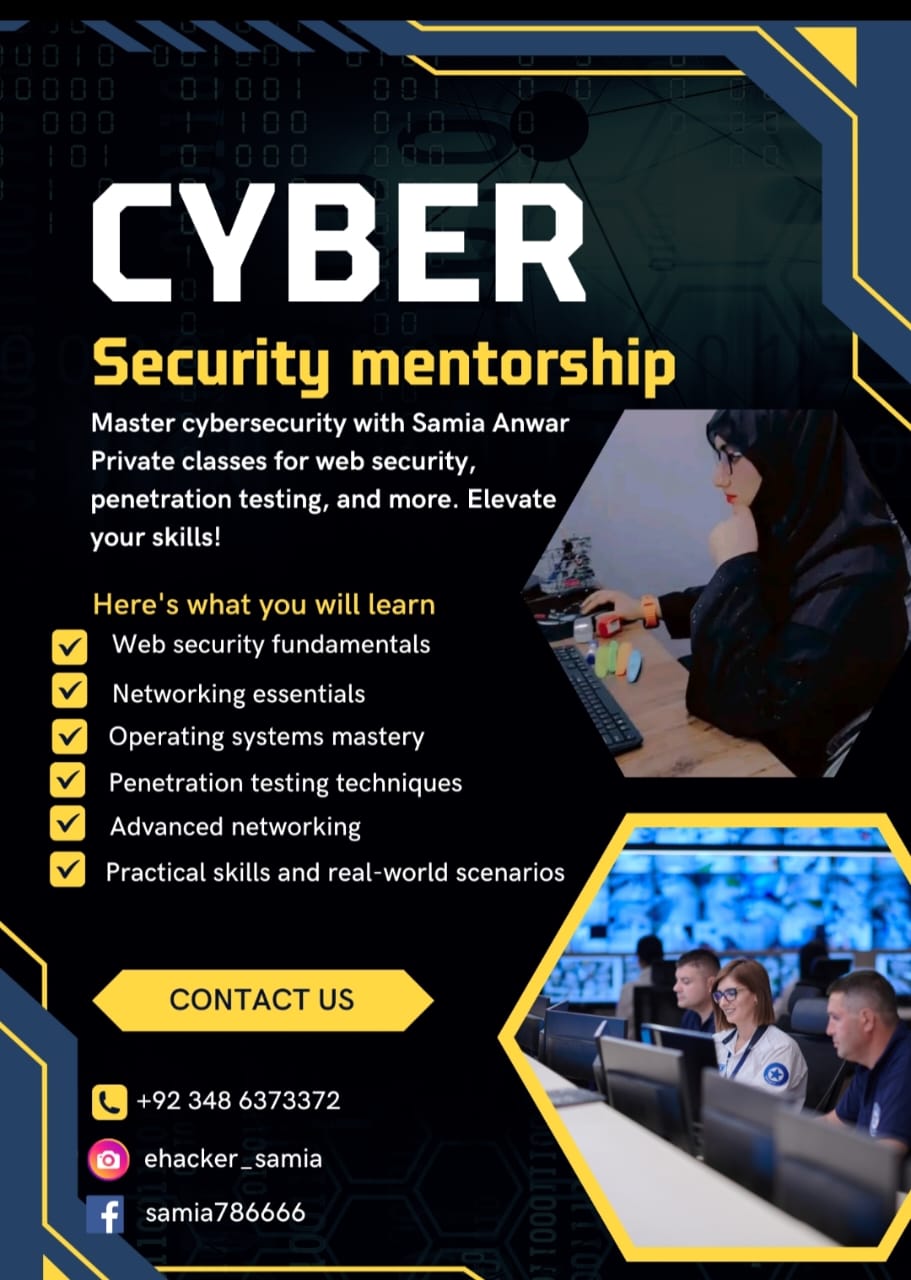 CYBER
Security mentorship
Master cybersecurity with Samia Anwar
Private classes for web security,
penetration testing, and more. Elevate
your skills!
Here's what you will learn
Web security fundamentals
Networking essentials
Operating systems mastery
Penetration testing techniques
Advanced networking
Practical skills and real-world scenarios
CONTACT US
+92 348 6373372
ehacker_samia
samia786666